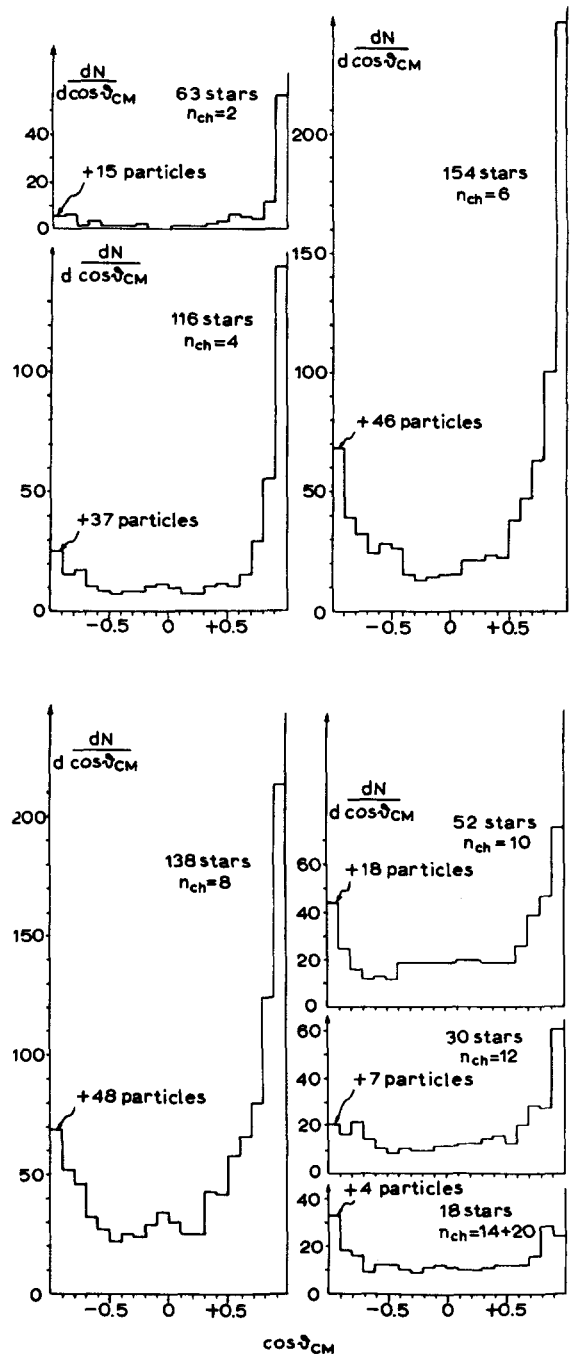 dN
d cosϑCM
63 stars
nch=2
+15 particles
40
20
0
dN
d cosϑCM
116 stars
nch=4
+37 particles
100
50
0
−0.5 0 +0.5
dN
d cosϑCM
154 stars
nch=6
+46 particles
200
150
100
50
0
−0.5 0 +0.5
dN
d cosϑCM
138 stars
nch=8
+48 particles
200
150
100
50
0
−0.5 0 +0.5
dN
d cosϑCM
52 stars
nch=10
+18 particles
60
40
20
0
30 stars
nch=12
+7 particles
60
40
20
0
+4 particles
18 stars
nch=14+20
40
20
0
−0.5 0 +0.5
cosϑCM